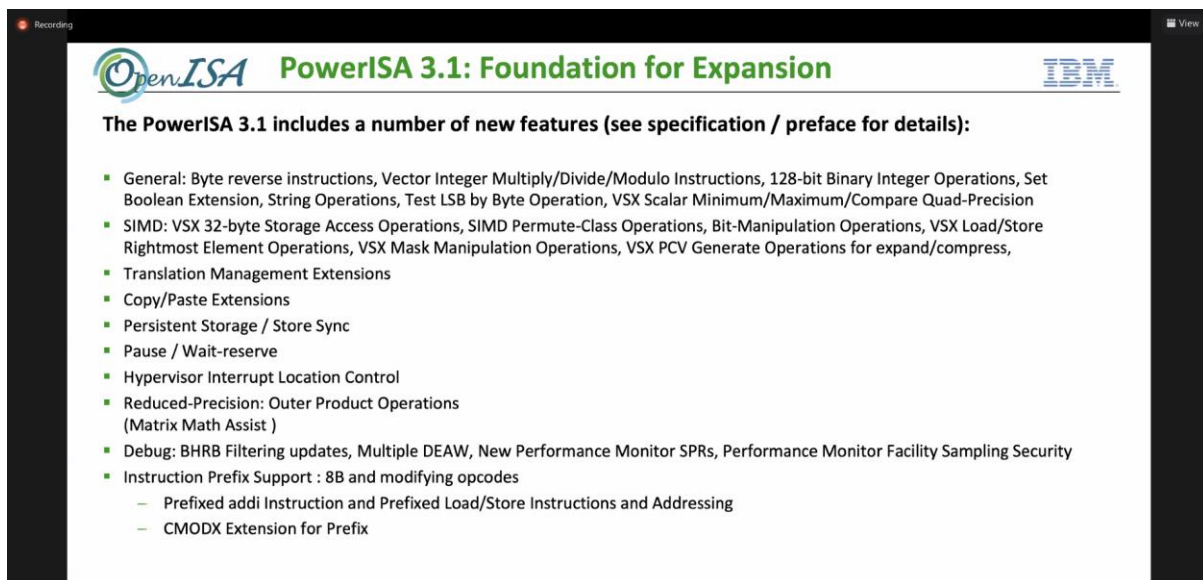 Recording
View
OpenISA
PowerISA 3.1: Foundation for Expansion
IBM
The PowerISA 3.1 includes a number of new features (see specification / preface for details):
▪ General: Byte reverse instructions, Vector Integer Multiply/Divide/Modulo Instructions, 128-bit Binary Integer Operations, Set
Boolean Extension, String Operations, Test LSB by Byte Operation, VSX Scalar Minimum/Maximum/Compare Quad-Precision
▪ SIMD: VSX 32-byte Storage Access Operations, SIMD Permute-Class Operations, Bit-Manipulation Operations, VSX Load/Store
Rightmost Element Operations, VSX Mask Manipulation Operations, VSX PCV Generate Operations for expand/compress,
▪ Translation Management Extensions
▪ Copy/Paste Extensions
▪ Persistent Storage / Store Sync
▪ Pause / Wait-reserve
▪ Hypervisor Interrupt Location Control
▪ Reduced-Precision: Outer Product Operations
(Matrix Math Assist )
▪ Debug: BHRB Filtering updates, Multiple DEAW, New Performance Monitor SPRs, Performance Monitor Facility Sampling Security
▪ Instruction Prefix Support : 8B and modifying opcodes
– Prefixed addi Instruction and Prefixed Load/Store Instructions and Addressing
– CMODX Extension for Prefix